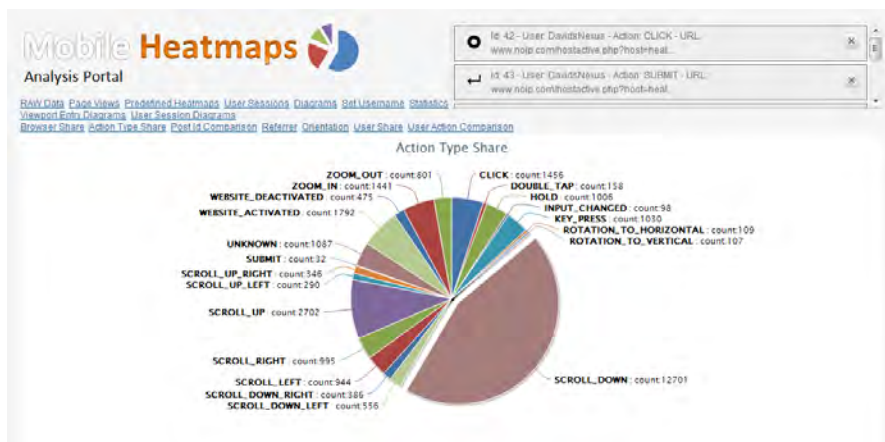 Mobile Heatmaps
Analysis Portal
Id: 42 - User: DavidsNexus - Action: CLICK - URL:
www.noip.com/hostactive.php?host=heal...
Id: 43 - User: DavidsNexus - Action: SUBMIT - URL:
www.noip.com/hostactive.php?host=heal...
RAW Data Page Views Predefined Heatmaps User Sessions Diagrams Set Username Statistics
Viewport Entry Diagrams User Session Diagrams
Browser Share Action Type Share Post Id Comparison Referrer Orientation User Share User Action Comparison
Action Type Share
ZOOM_OUT: count:801
CLICK: count:1456
ZOOM_IN: count:1441
DOUBLE_TAP: count:158
WEBSITE_DEACTIVATED: count:475
HOLD: count:1006
WEBSITE_ACTIVATED: count:1792
INPUT_CHANGED: count:98
KEY_PRESS: count:1030
ROTATION_TO_HORIZONTAL: count:109
ROTATION_TO_VERTICAL: count:107
UNKNOWN: count:1087
SUBMIT: count:32
SCROLL_UP_RIGHT: count:346
SCROLL_UP_LEFT: count:290
SCROLL_UP: count:2702
SCROLL_RIGHT: count:995
SCROLL_LEFT: count:944
SCROLL_DOWN: count:12701
SCROLL_DOWN_RIGHT: count:386
SCROLL_DOWN_LEFT: count:556